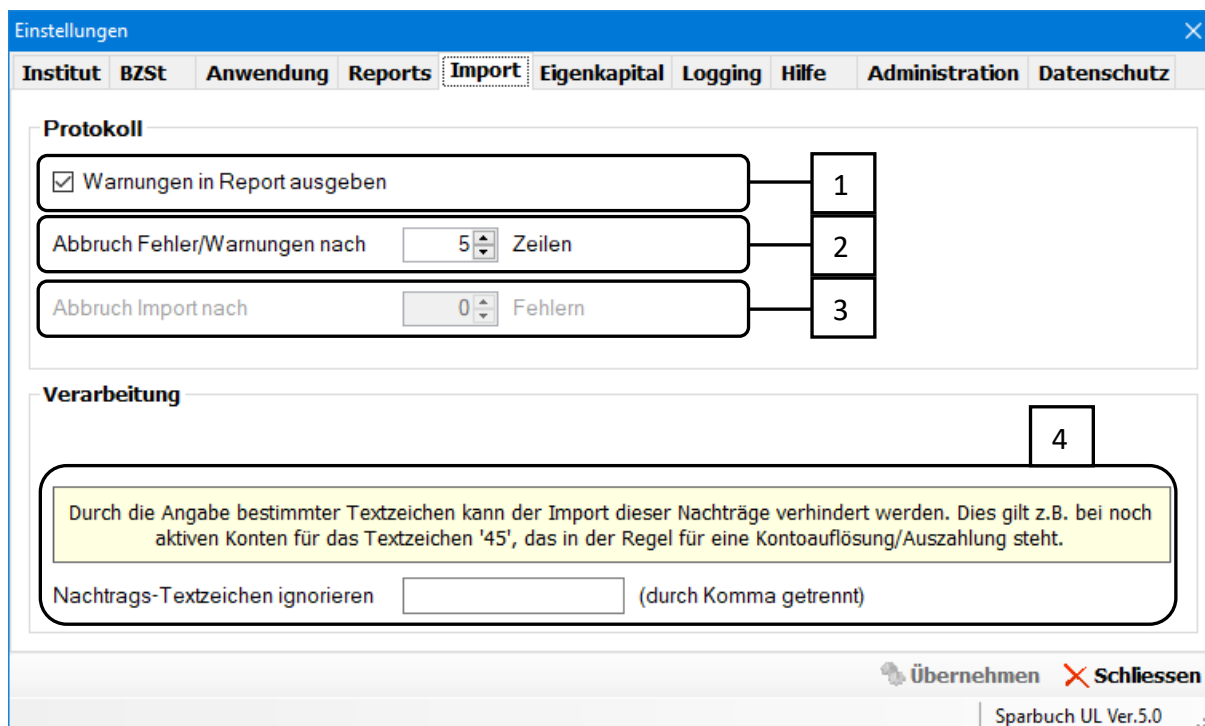 Einstellungen
Institut BZSt Anwendung Reports Import Eigenkapital Logging Hilfe Administration Datenschutz
Protokoll
Warnungen in Report ausgeben
1
Abbruch Fehler/Warnungen nach 5 Zeilen
2
Abbruch Import nach 0 Fehlern
3
Verarbeitung
4
Durch die Angabe bestimmter Textzeichen kann der Import dieser Nachträge verhindert werden. Dies gilt z.B. bei noch
aktiven Konten für das Textzeichen '45', das in der Regel für eine Kontoauflösung/Auszahlung steht.
Nachtrags-Textzeichen ignorieren (durch Komma getrennt)
Übernehmen Schliessen
Sparbuch UL Ver.5.0